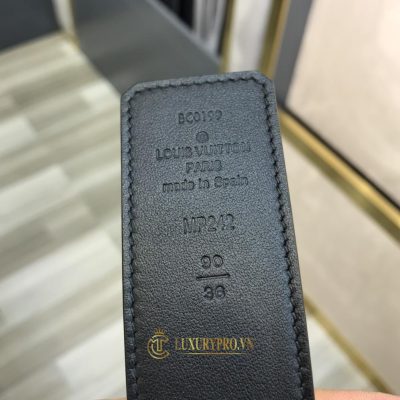 BC0199
LOUIS VUITTON
PARIS
made in Spain
MP242
90
36
LUXURYPRO.VN